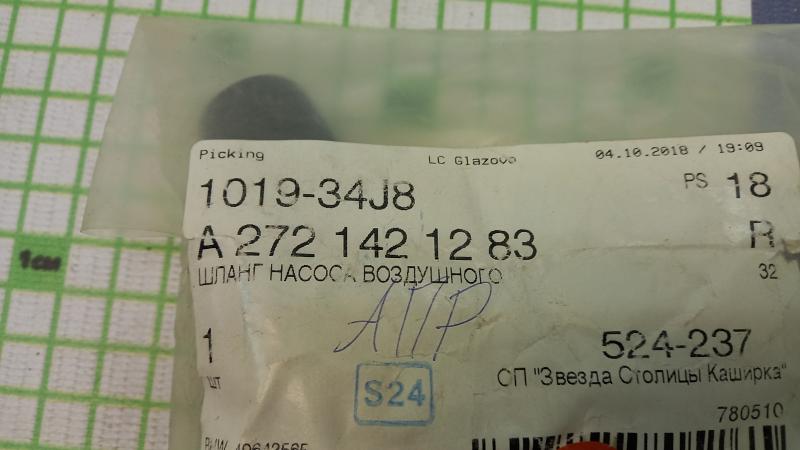 Picking LC Glazovo 04.10.2018 / 19:09
1019-34J8 PS 18
A 272 142 12 83 R
ШЛАНГ НАСОСА ВОЗДУШНОГО 32
АПР
1 524-237
шт S24 СП "Звезда Столицы Каширка"
780510
1см